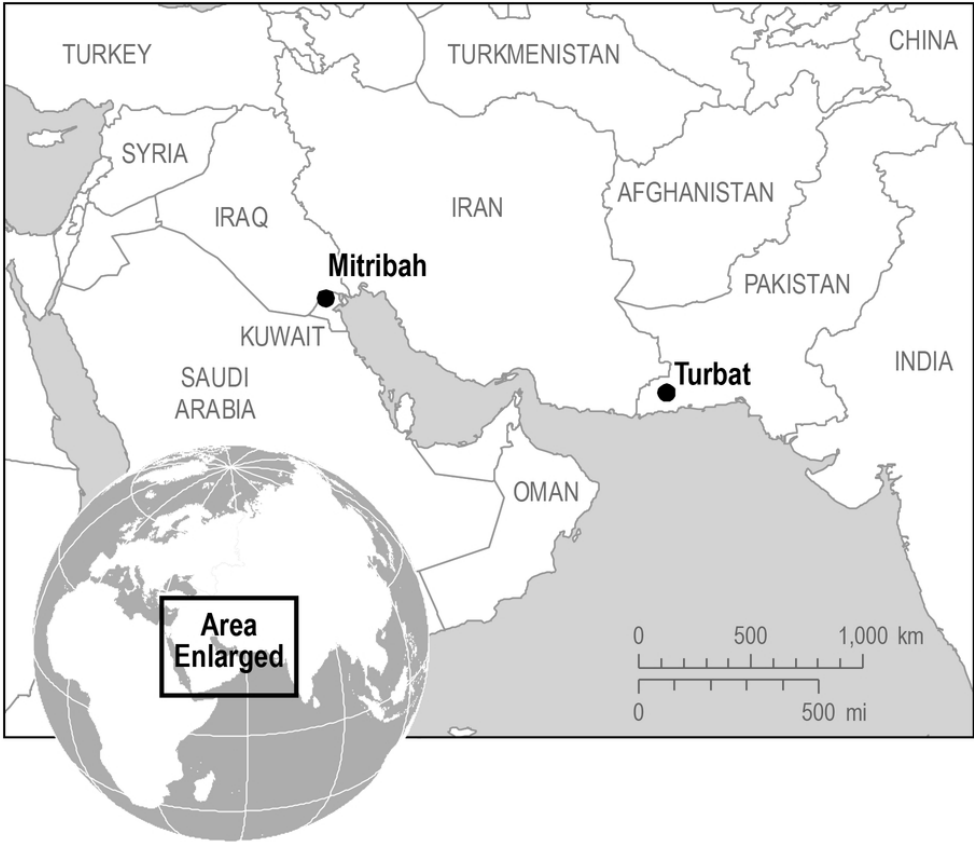 TURKEY
TURKMENISTAN
CHINA
SYRIA
IRAQ
IRAN
AFGHANISTAN
Mitribah
PAKISTAN
KUWAIT
INDIA
SAUDI
ARABIA
Turbat
OMAN
Area
Enlarged
0 500 1,000 km
0 500 mi